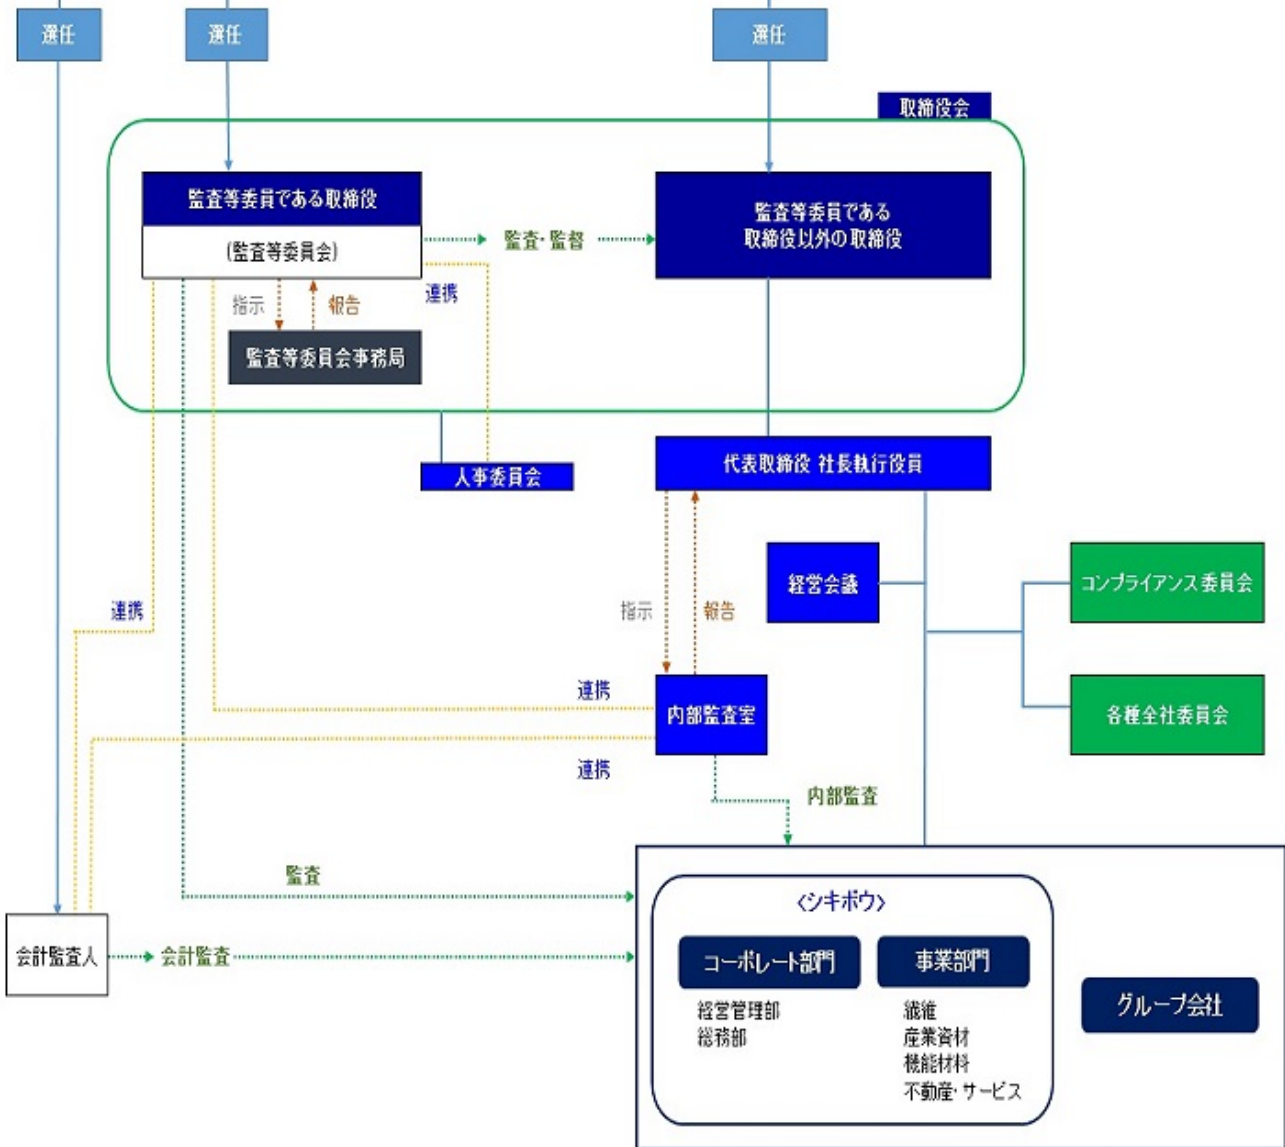 選任
選任
選任
取締役会
監査等委員である取締役
(監査等委員会)
監査・監督
監査等委員である
取締役以外の取締役
指示
報告
連携
監査等委員会事務局
人事委員会
代表取締役 社長執行役員
経営会議
コンプライアンス委員会
連携
指示
報告
連携
内部監査室
各種全社委員会
連携
内部監査
監査
会計監査人
会計監査
〈シキボウ〉
コーポレート部門
経営管理部
総務部
事業部門
繊維
産業資材
機能材料
不動産・サービス
グループ会社